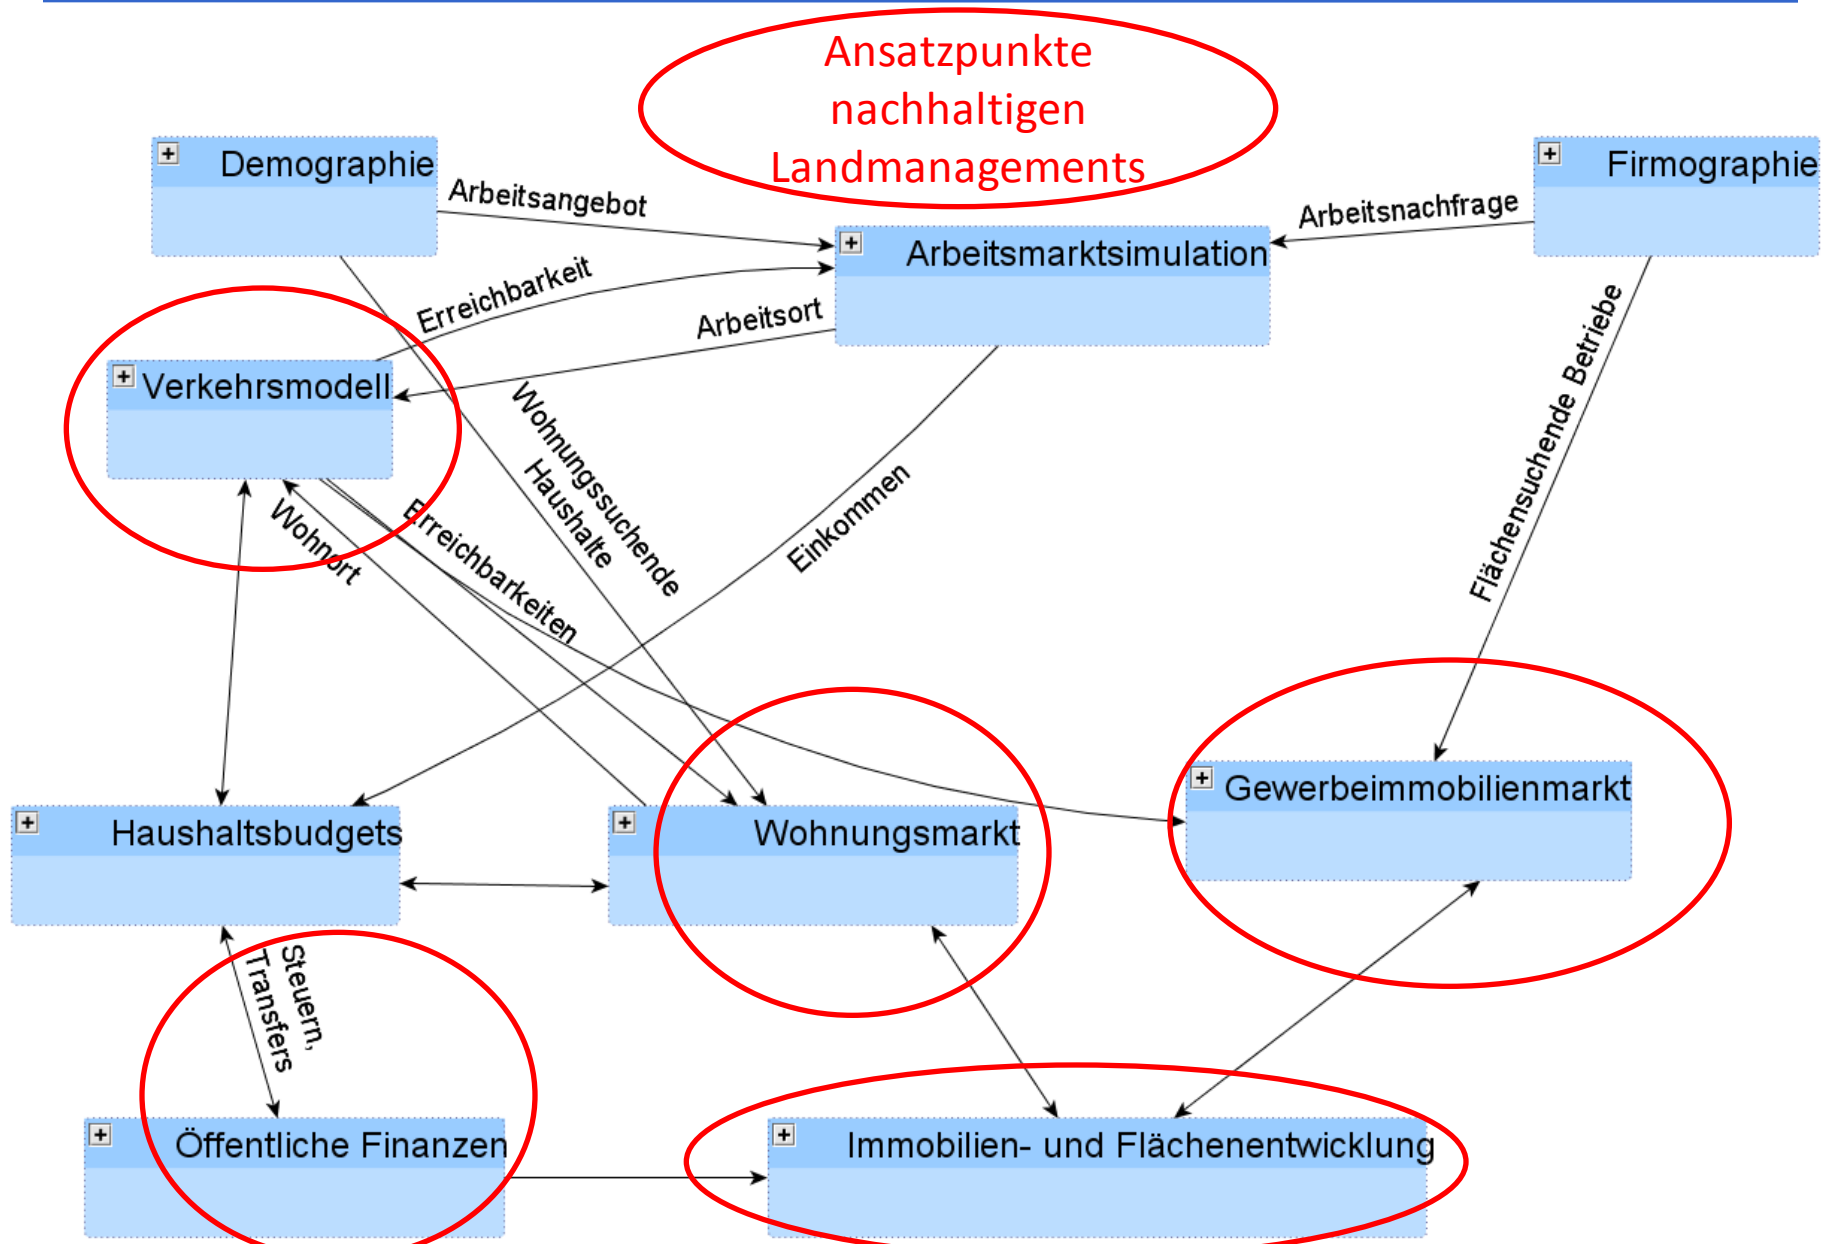 Ansatzpunkte
nachhaltigen
Landmanagements
Demographie
Firmographie
Arbeitsangebot
Arbeitsnachfrage
Arbeitsmarktsimulation
Erreichbarkeit
Arbeitsort
Flächensuchende Betriebe
Verkehrsmodell
Wohnungssuchende
Haushalte
Einkommen
Wohnort
Erreichbarkeiten
Gewerbeimmobilienmarkt
Haushaltsbudgets
Wohnungsmarkt
Steuern,
Transfers
Öffentliche Finanzen
Immobilien- und Flächenentwicklung